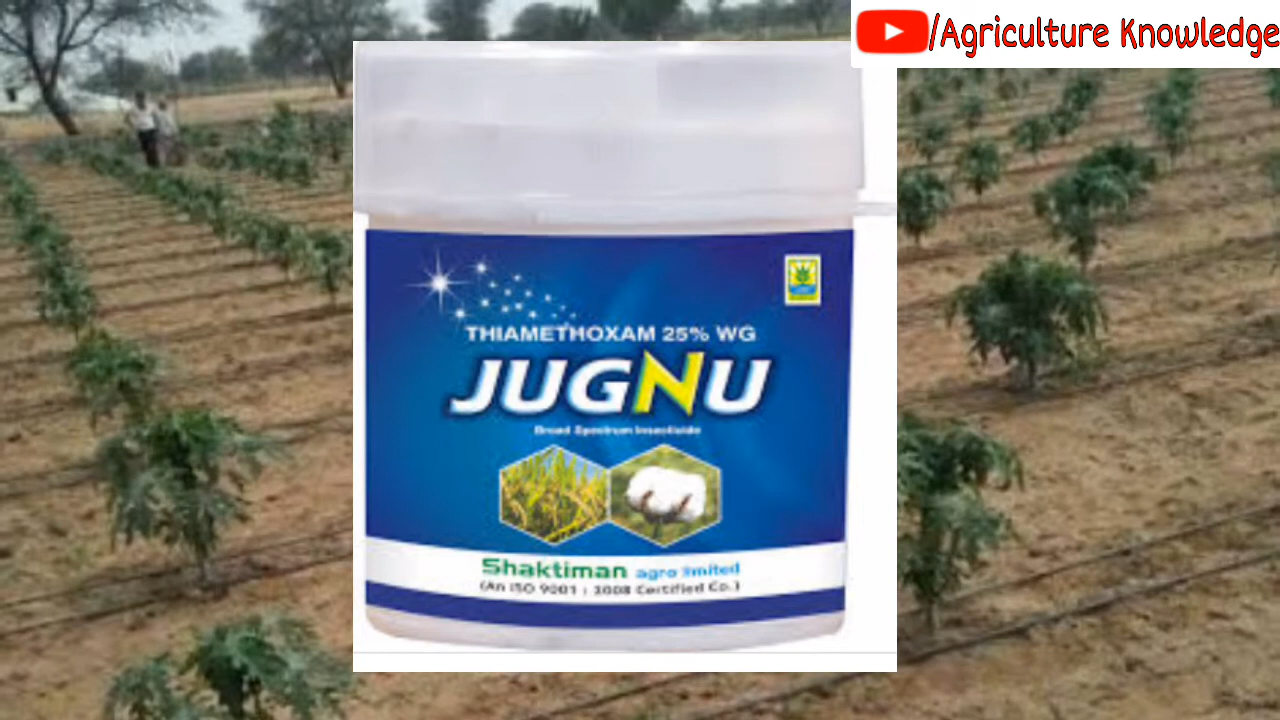 /Agriculture Knowledge
THIAMETHOXAM 25% WG
JUGNU
Broad Spectrum Insecticide
Shaktiman agro limited
(An ISO 9001 : 2008 Certified Co.)